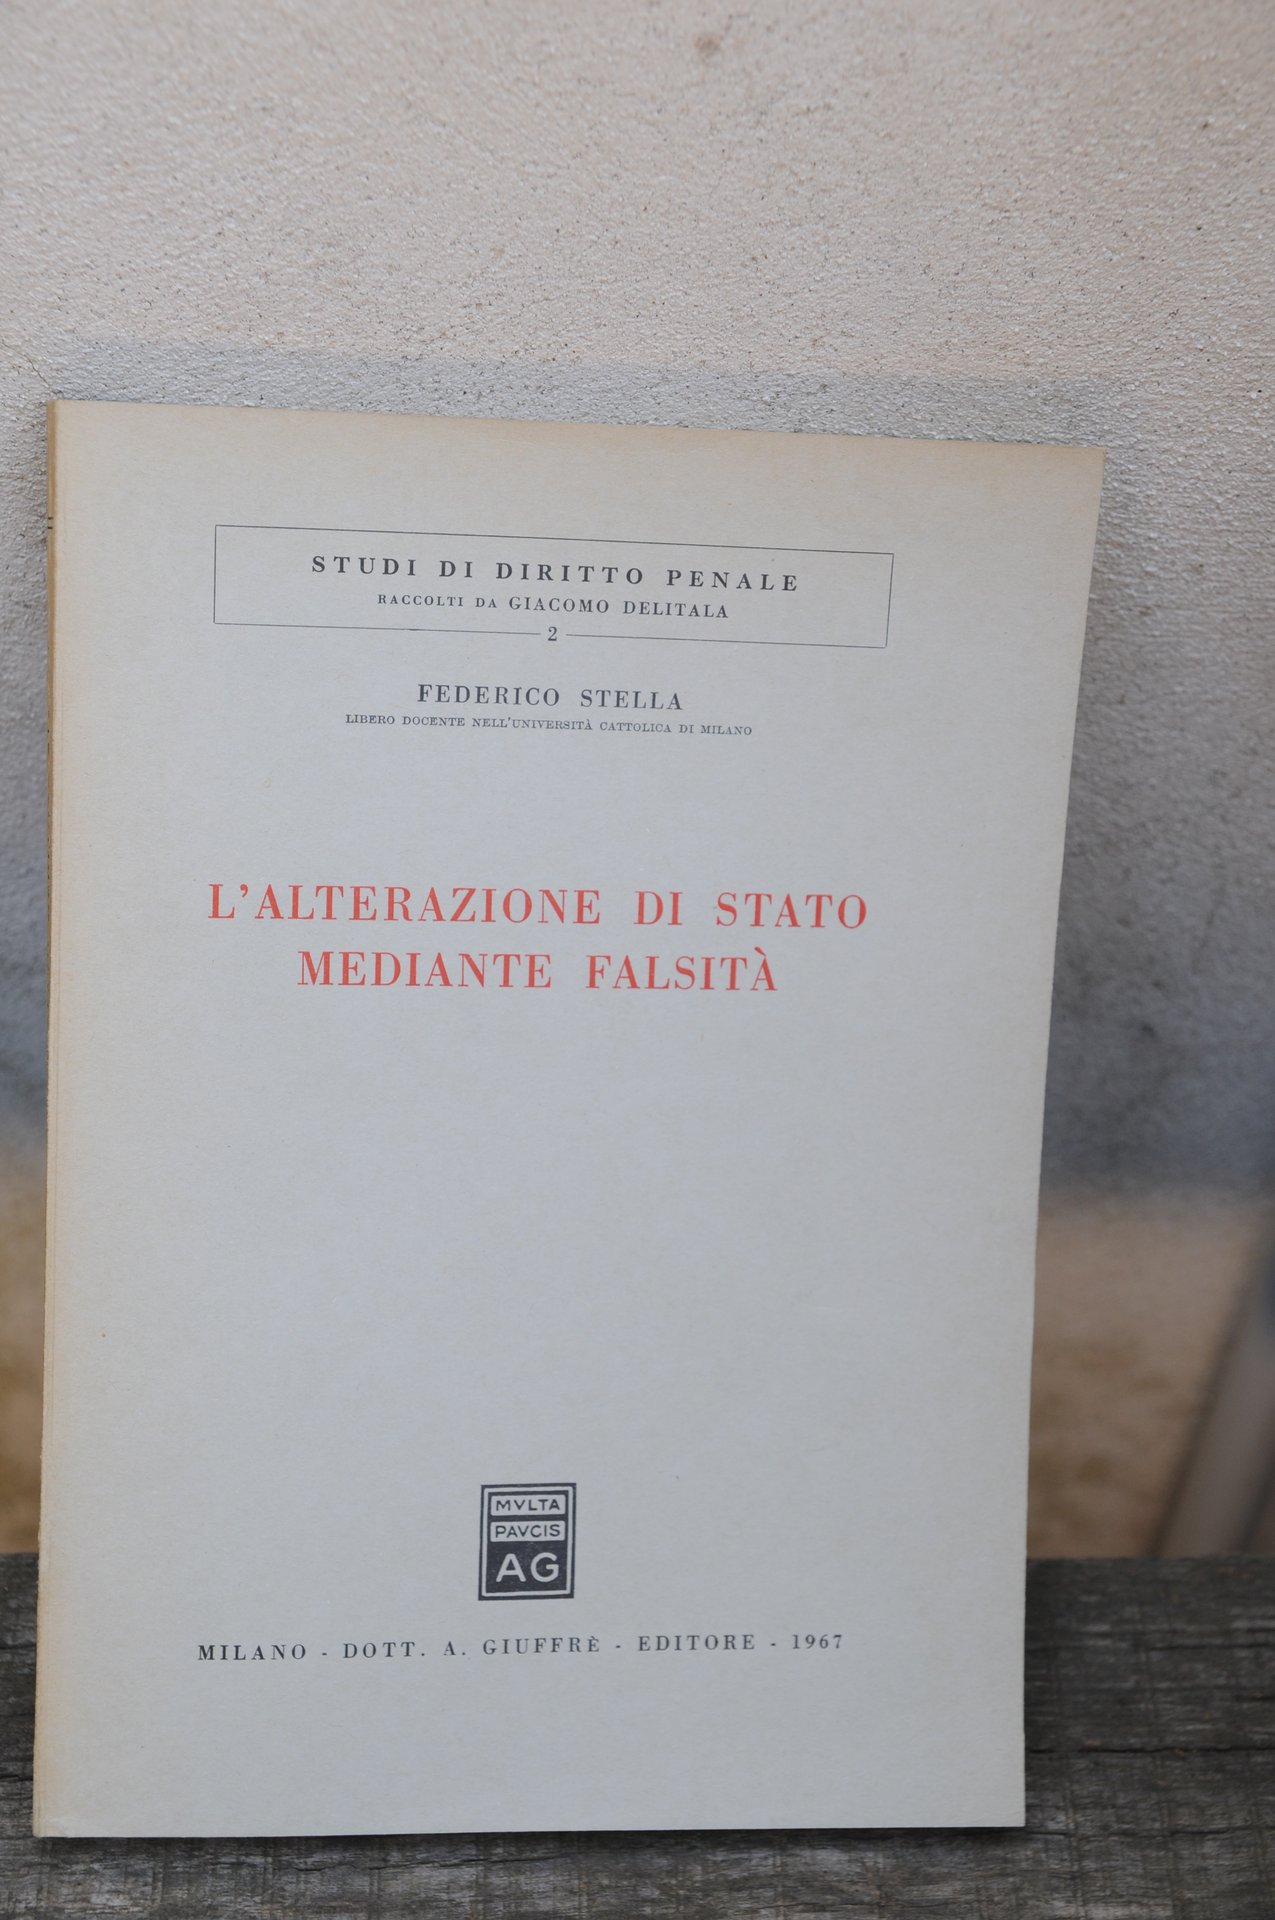 STUDI DI DIRITTO PENALE
RACCOLTI DA GIACOMO DELITALA
2
FEDERICO STELLA
LIBERO DOCENTE NELL'UNIVERSITÀ CATTOLICA DI MILANO
L'ALTERAZIONE DI STATO
MEDIANTE FALSITÀ
MVLTA
PAVCIS
AG
MILANO - DOTT. A. GIUFFRÈ - EDITORE - 1967